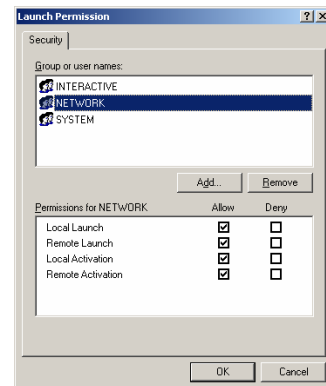 Launch Permission
Security
Group or user names:
INTERACTIVE
NETWORK
SYSTEM
Add... Remove
Permissions for NETWORK Allow Deny
Local Launch
Remote Launch
Local Activation
Remote Activation
OK Cancel